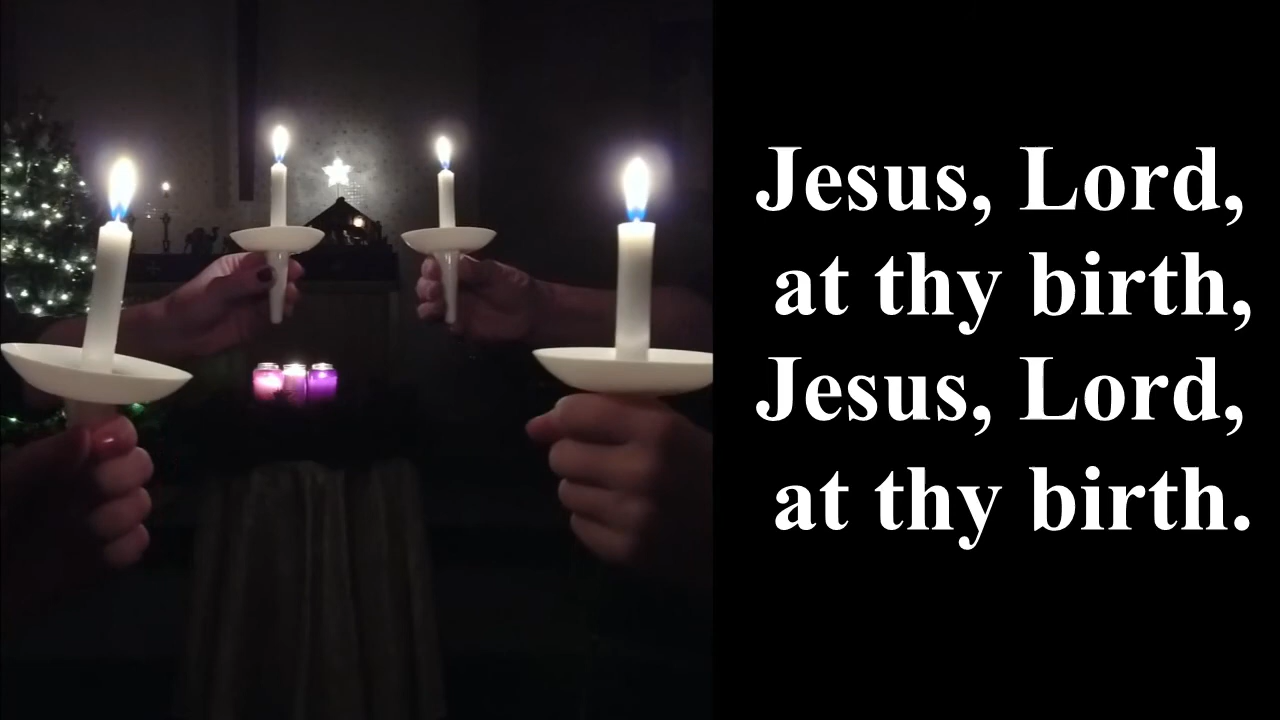 Jesus, Lord,
at thy birth,
Jesus, Lord,
at thy birth.